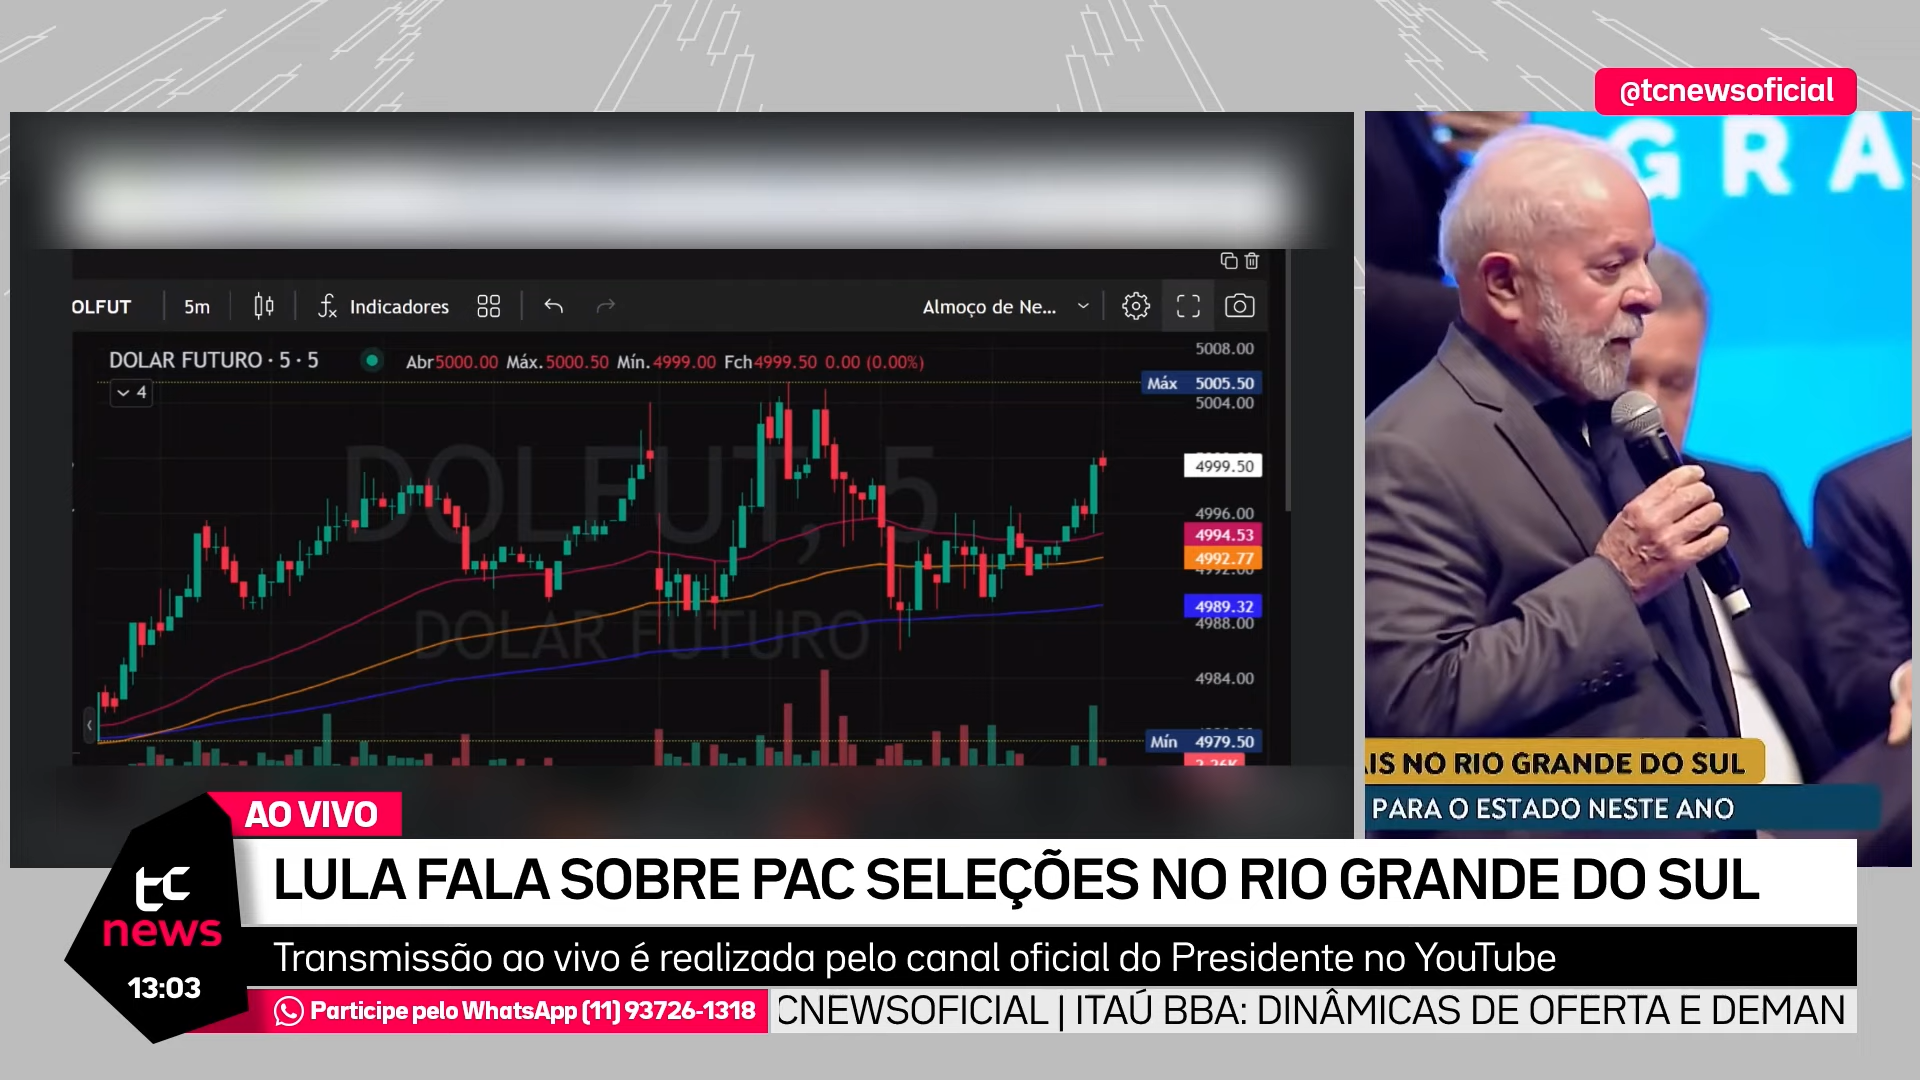 @tcnewsoficial
GRA
OLFUT 5m Indicadores Almoço de Ne...
DOLAR FUTURO · 5 · 5 Abr5000.00 Máx.5000.50 Mín.4999.00 Fch4999.50 0.00 (0.00%)
4
5008.00
Máx 5005.50
5004.00
4999.50
4996.00
4994.53
4992.77
4992.00
4989.32
4988.00
4984.00
Mín 4979.50
2.26K
DOLFUT, 5
DOLAR FUTURO
AIS NO RIO GRANDE DO SUL
PARA O ESTADO NESTE ANO
AO VIVO
LULA FALA SOBRE PAC SELEÇÕES NO RIO GRANDE DO SUL
Transmissão ao vivo é realizada pelo canal oficial do Presidente no YouTube
tc
news
13:03
Participe pelo WhatsApp (11) 93726-1318
CNEWSOFICIAL | ITAÚ BBA: DINÂMICAS DE OFERTA E DEMAN